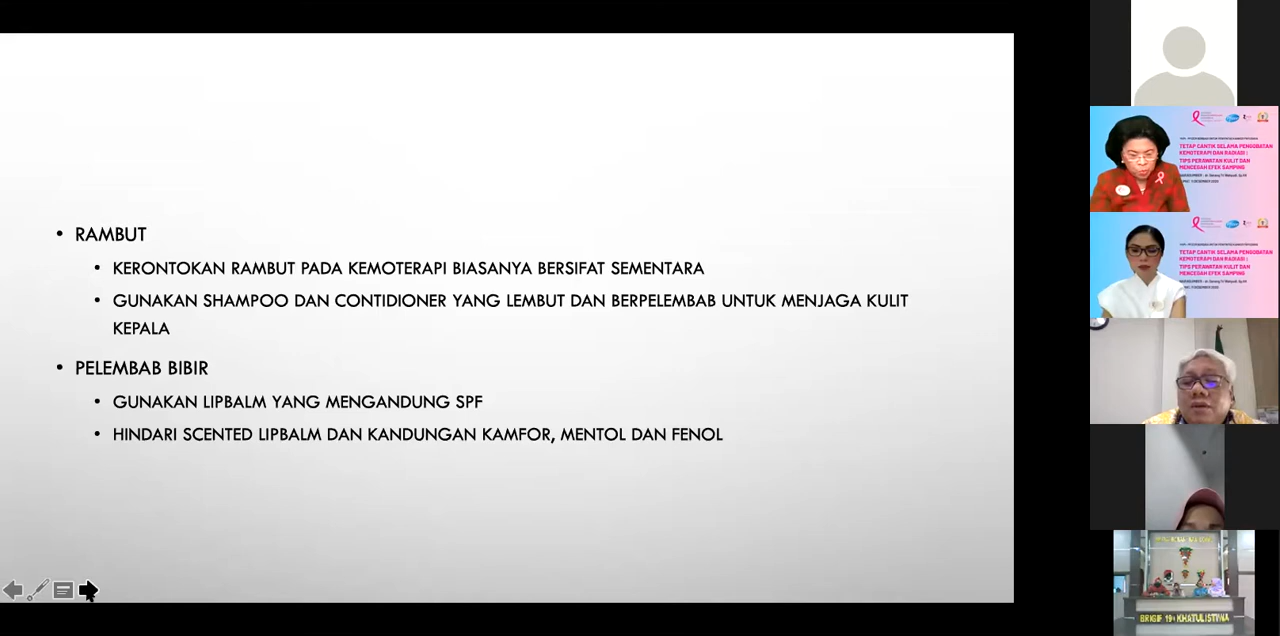 • RAMBUT
• KERONTOKAN RAMBUT PADA KEMOTERAPI BIASANYA BERSIFAT SEMENTARA
• GUNAKAN SHAMPOO DAN CONTIDIONER YANG LEMBUT DAN BERPELEMBAB UNTUK MENJAGA KULIT
KEPALA
• PELEMBAB BIBIR
• GUNAKAN LIPBALM YANG MENGANDUNG SPF
• HINDARI SCENTED LIPBALM DAN KANDUNGAN KAMFOR, MENTOL DAN FENOL
TETAP CANTIK SELAMA PENGOBATAN
KEMOTERAPI DAN RADIASI :
TIPS PERAWATAN KULIT DAN
MENCEGAH EFEK SAMPING
TETAP CANTIK SELAMA PENGOBATAN
KEMOTERAPI DAN RADIASI :
TIPS PERAWATAN KULIT DAN
MENCEGAH EFEK SAMPING
BRIGIF 19 KHATULISTIWA